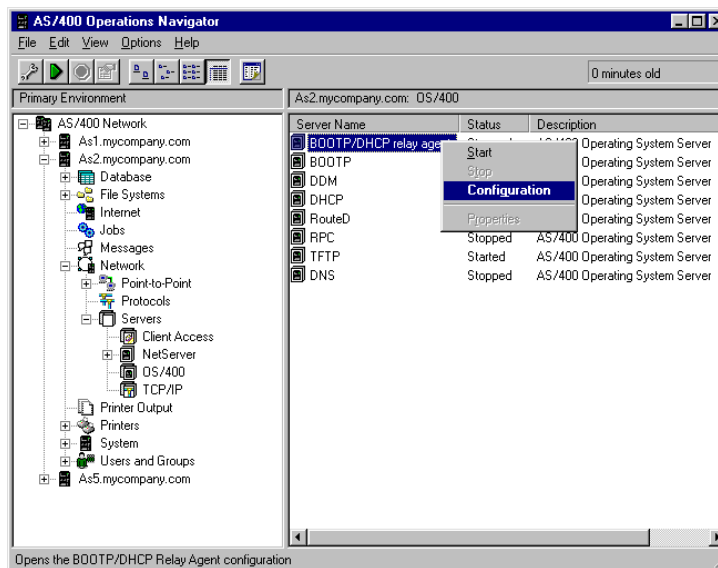 AS/400 Operations Navigator
File Edit View Options Help
0 minutes old
Primary Environment
As2.mycompany.com: OS/400
AS/400 Network
As1.mycompany.com
As2.mycompany.com
Database
File Systems
Internet
Jobs
Messages
Network
Point-to-Point
Protocols
Servers
Client Access
NetServer
OS/400
TCP/IP
Printer Output
Printers
System
Users and Groups
As5.mycompany.com
Server Name Status Description
BOOTP/DHCP relay agent
BOOTP Operating System Server
DDM Operating System Server
DHCP Operating System Server
RouteD Operating System Server
RPC Stopped AS/400 Operating System Server
TFTP Started AS/400 Operating System Server
DNS Stopped AS/400 Operating System Server
Start
Stop
Configuration
Properties
Opens the BOOTP/DHCP Relay Agent configuration